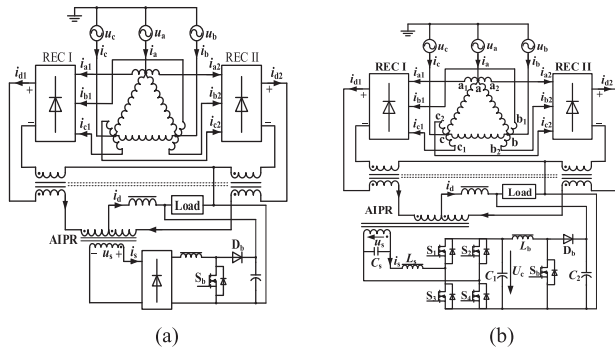 u_c u_a u_b
i_c i_a i_b
REC I i_a1 i_a2 REC II
i_d1 i_d2
+ +
i_b1 i_b2
− −
i_c1 i_c2
i_d Load
AIPR
− u_s + i_s
D_b
S_b
(a)
u_c u_a u_b
i_c i_a i_b
REC I i_a1 i_a2 REC II
i_d1 i_d2
+ +
a_1 a a_2
i_b1 i_b2
c_2 b_1
− −
i_c1 c b i_c2
c_1 b_2
i_d Load
AIPR
u_s
C_s i_s L_s
S_1 S_2 L_b D_b
C_1 U_c S_b C_2
S_3 S_4
(b)